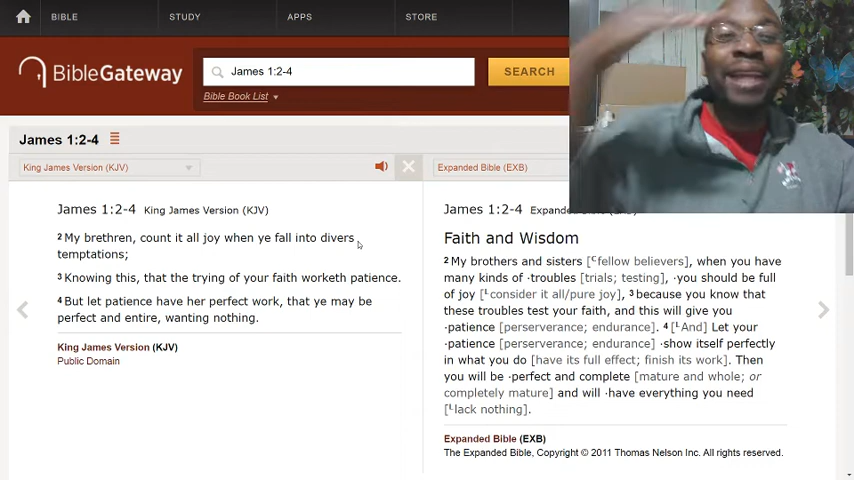 BIBLE STUDY APPS STORE
BibleGateway
James 1:2-4
SEARCH
Bible Book List
James 1:2-4
King James Version (KJV)
Expanded Bible (EXB)
James 1:2-4 King James Version (KJV)
2 My brethren, count it all joy when ye fall into divers
temptations;
3 Knowing this, that the trying of your faith worketh patience.
4 But let patience have her perfect work, that ye may be
perfect and entire, wanting nothing.
King James Version (KJV)
Public Domain
James 1:2-4
Faith and Wisdom
2 My brothers and sisters [C fellow believers], when you have
many kinds of ·troubles [trials; testing], ·you should be full
of joy [L consider it all/pure joy], 3 because you know that
these troubles test your faith, and this will give you
·patience [perserverance; endurance]. 4 [L And] Let your
·patience [perserverance; endurance] ·show itself perfectly
in what you do [have its full effect; finish its work]. Then
you will be ·perfect and complete [mature and whole; or
completely mature] and will ·have everything you need
[L lack nothing].
Expanded Bible (EXB)
The Expanded Bible, Copyright © 2011 Thomas Nelson Inc. All rights reserved.